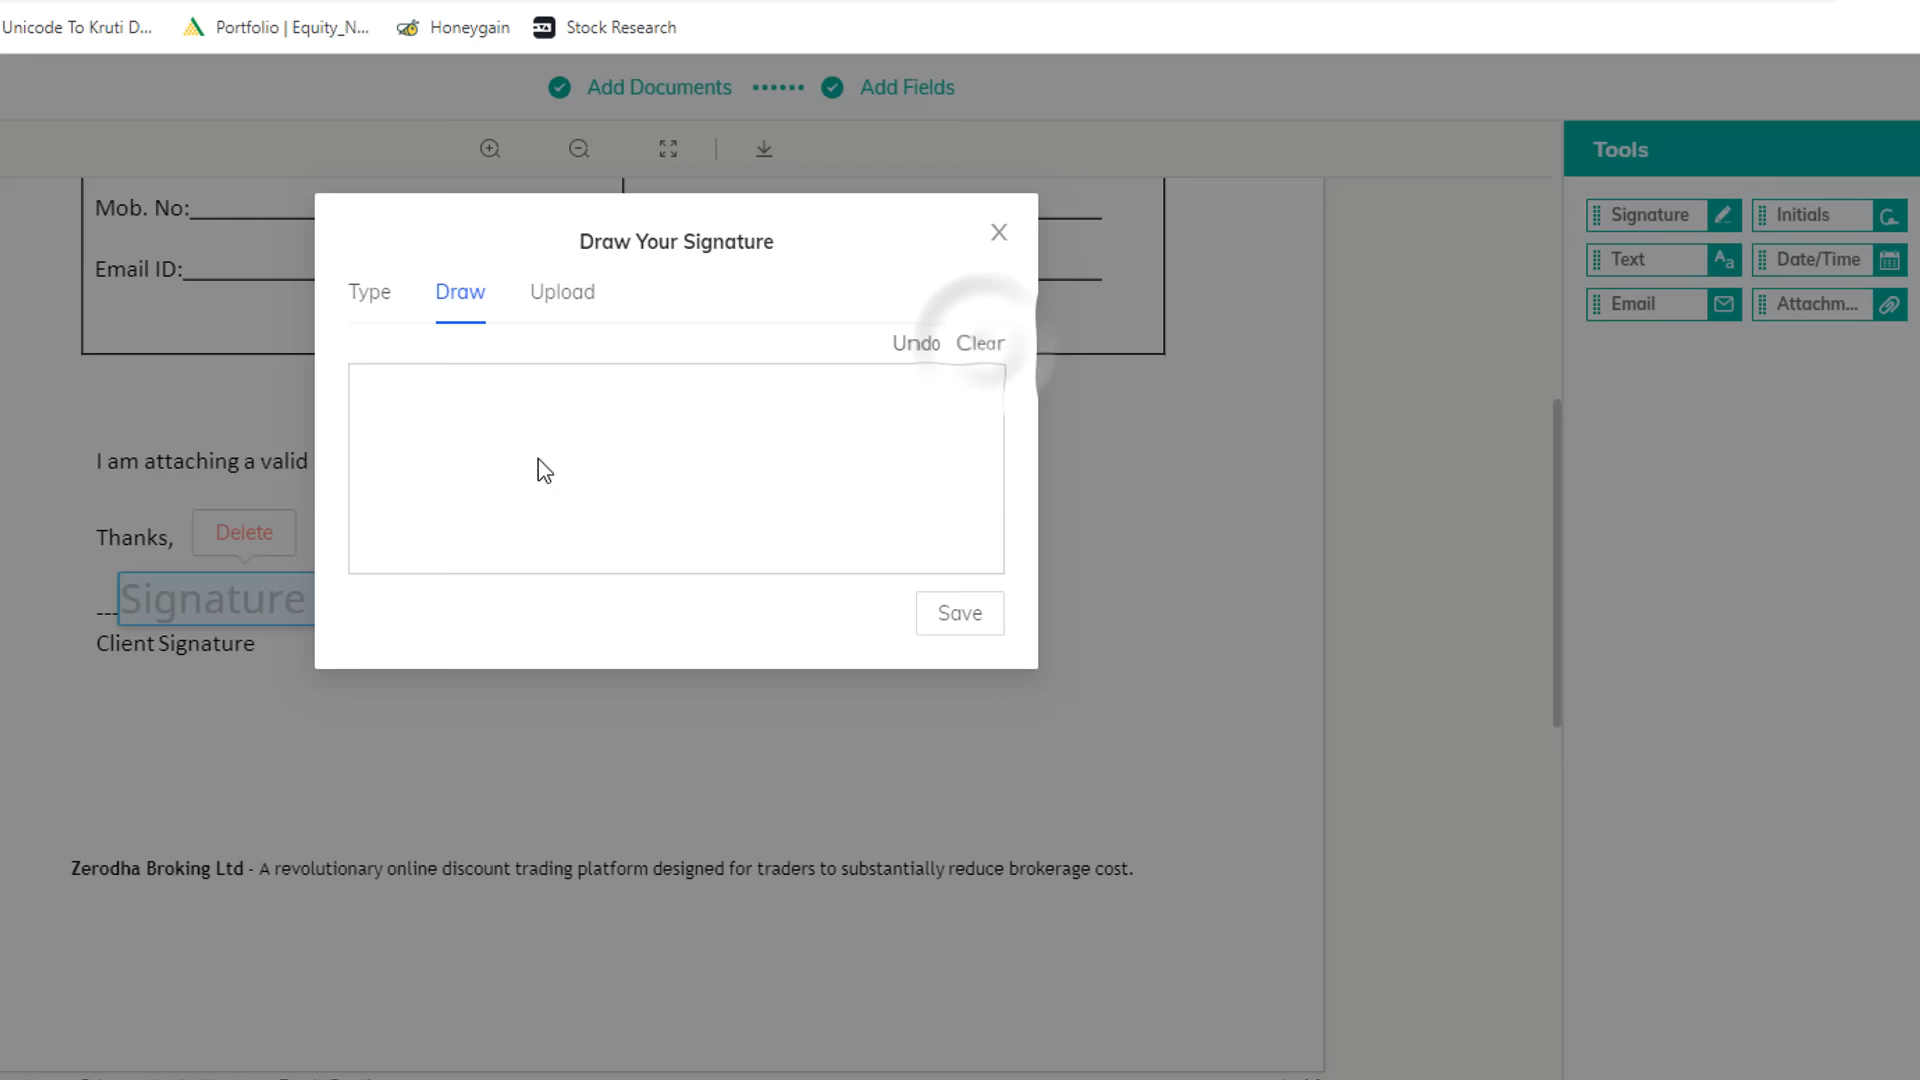 Unicode To Kruti D... Portfolio | Equity_N... Honeygain Stock Research
Add Documents Add Fields
Tools
Mob. No:
Email ID:
Draw Your Signature
X
Type Draw Upload
Undo Clear
Save
Signature Initials
Text Aa Date/Time
Email Attachm...
I am attaching a valid
Thanks, Delete
---Signature
Client Signature
Zerodha Broking Ltd - A revolutionary online discount trading platform designed for traders to substantially reduce brokerage cost.